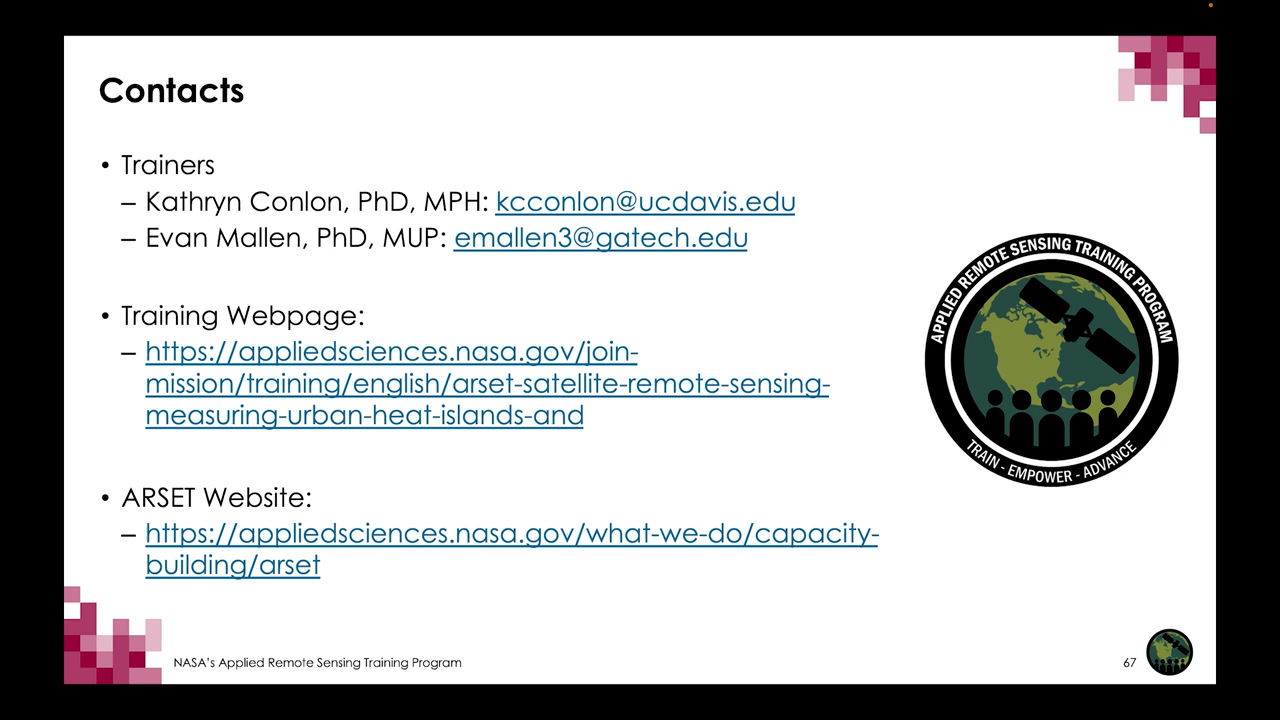 Contacts
• Trainers
– Kathryn Conlon, PhD, MPH: kcconlon@ucdavis.edu
– Evan Mallen, PhD, MUP: emallen3@gatech.edu
• Training Webpage:
– https://appliedsciences.nasa.gov/join-
mission/training/english/arset-satellite-remote-sensing-
measuring-urban-heat-islands-and
• ARSET Website:
– https://appliedsciences.nasa.gov/what-we-do/capacity-
building/arset
APPLIED REMOTE SENSING TRAINING PROGRAM
TRAIN - EMPOWER - ADVANCE
NASA's Applied Remote Sensing Training Program
67